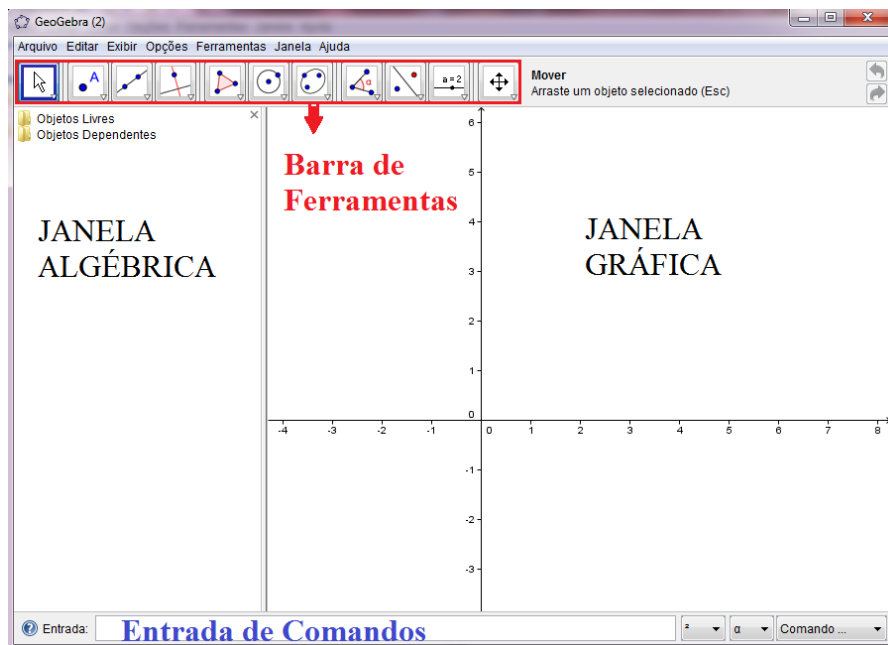 GeoGebra (2)
Arquivo Editar Exibir Opções Ferramentas Janela Ajuda
A
α
a=2
Mover
Arraste um objeto selecionado (Esc)
Objetos Livres
Objetos Dependentes
Barra de
Ferramentas
JANELA
ALGÉBRICA
JANELA
GRÁFICA
6
5
4
3
2
1
0
-4 -3 -2 -1 0 1 2 3 4 5 6 7 8
-1
-2
-3
Entrada: Entrada de Comandos ² α Comando ...